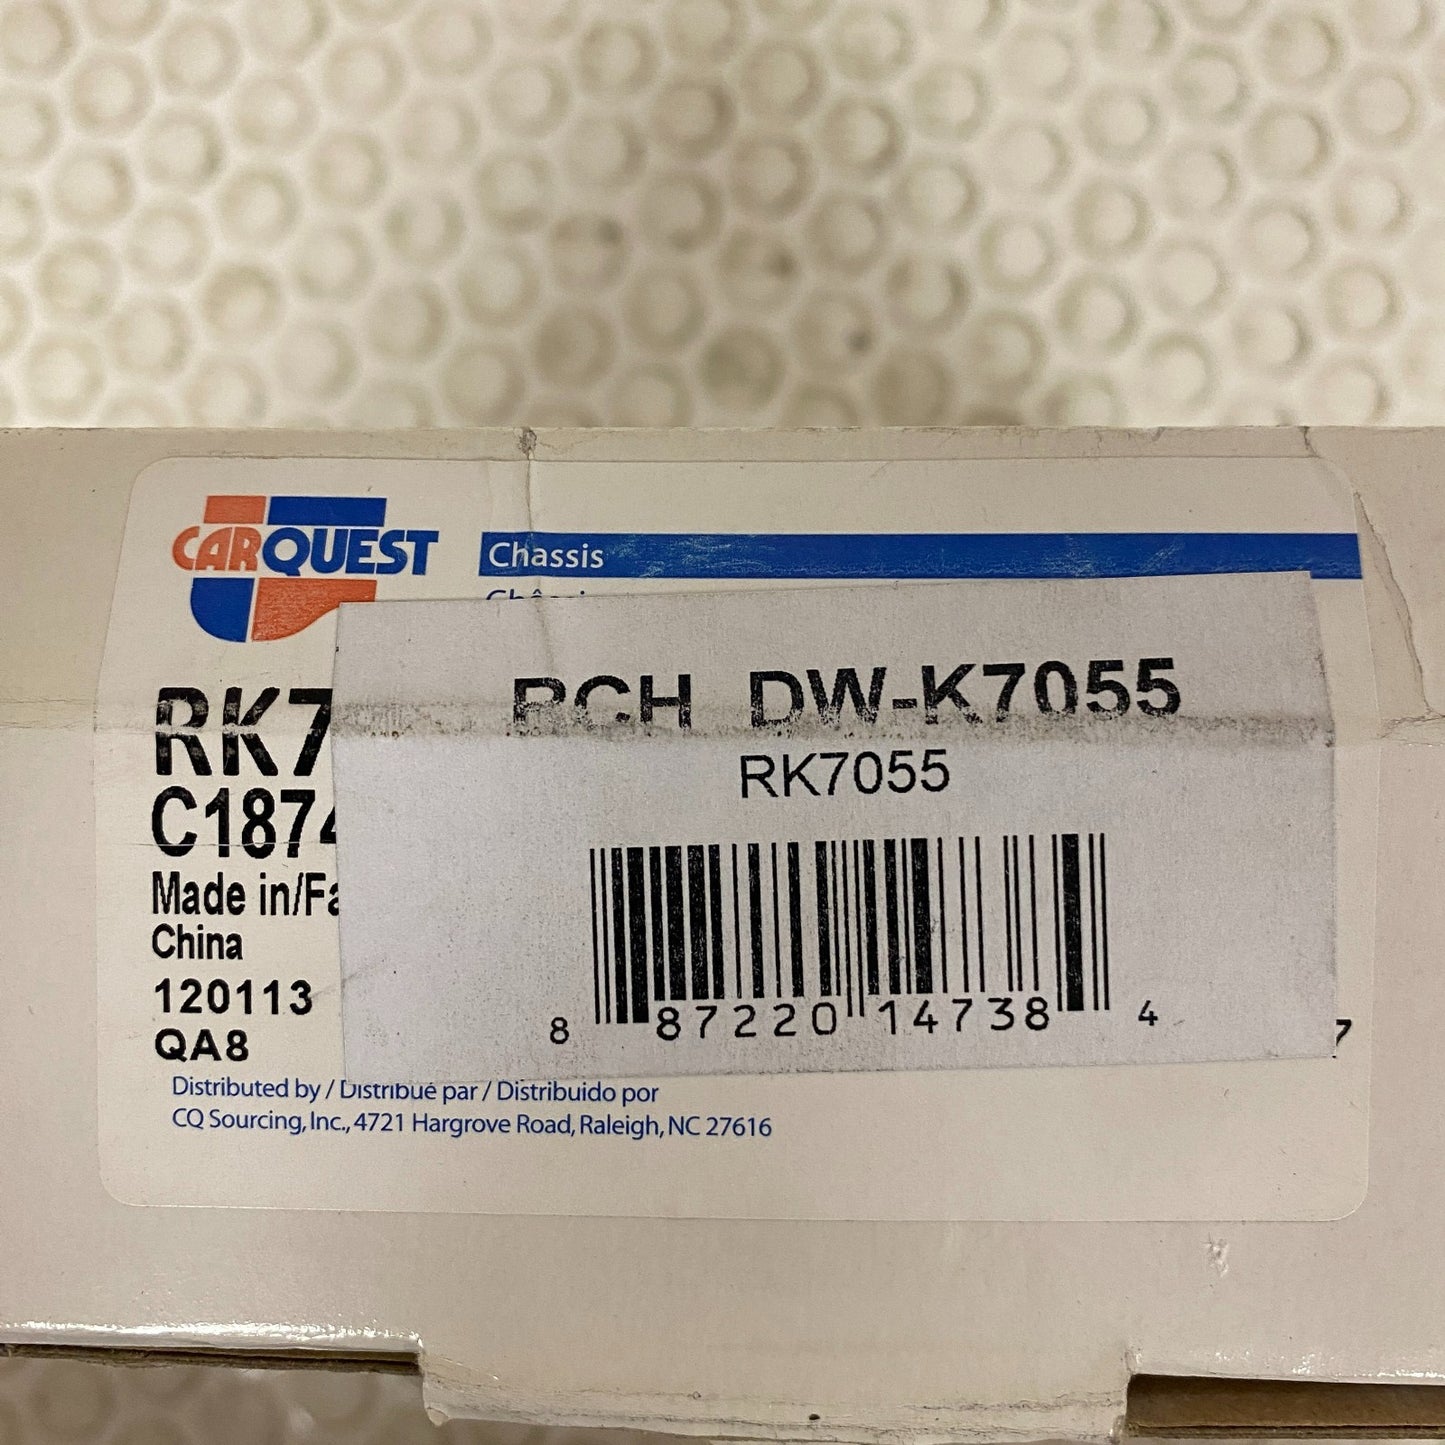 CARQUEST
Chassis
RK7
C1874
Made in/Fa
China
120113
QA8
PCH DW-K7055
RK7055
8 87220 14738 4
7
Distributed by / Distribué par / Distribuido por
CQ Sourcing, Inc., 4721 Hargrove Road, Raleigh, NC 27616